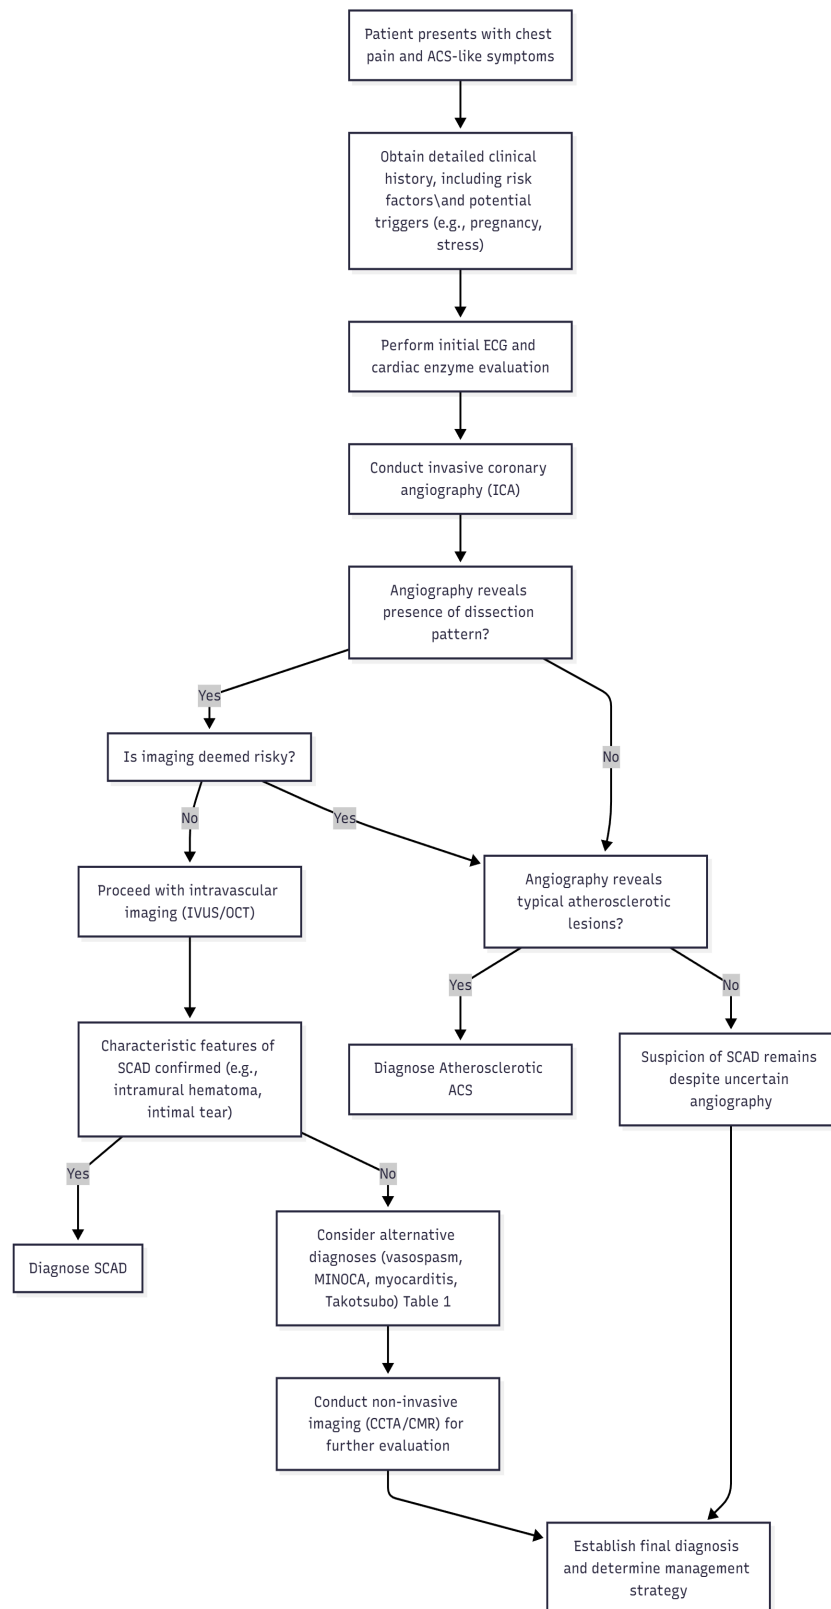 Patient presents with chest
pain and ACS-like symptoms
Obtain detailed clinical
history, including risk
factors\and potential
triggers (e.g., pregnancy,
stress)
Perform initial ECG and
cardiac enzyme evaluation
Conduct invasive coronary
angiography (ICA)
Angiography reveals
presence of dissection
pattern?
Yes
No
Is imaging deemed risky?
No
Yes
Proceed with intravascular
imaging (IVUS/OCT)
Angiography reveals
typical atherosclerotic
lesions?
Yes
No
Characteristic features of
SCAD confirmed (e.g.,
intramural hematoma,
intimal tear)
Diagnose Atherosclerotic
ACS
Suspicion of SCAD remains
despite uncertain
angiography
Yes
No
Diagnose SCAD
Consider alternative
diagnoses (vasospasm,
MINOCA, myocarditis,
Takotsubo) Table 1
Conduct non-invasive
imaging (CCTA/CMR) for
further evaluation
Establish final diagnosis
and determine management
strategy